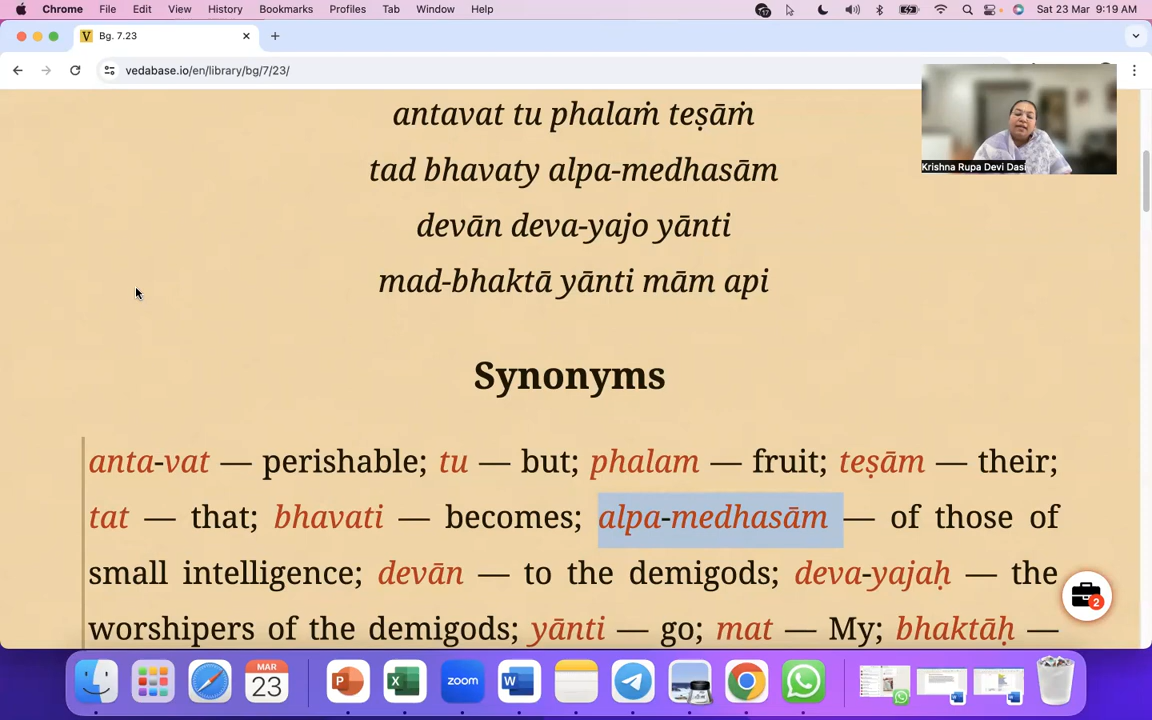 Chrome File Edit View History Bookmarks Profiles Tab Window Help Sat 23 Mar 9:19 AM
Bg. 7.23
vedabase.io/en/library/bg/7/23/
antavat tu phalaṁ teṣāṁ
tad bhavaty alpa-medhasām
devān deva-yajo yānti
mad-bhaktā yānti mām api
Krishna Rupa Devi Dasi
Synonyms
anta-vat — perishable; tu — but; phalam — fruit; teṣām — their;
tat — that; bhavati — becomes; alpa-medhasām — of those of
small intelligence; devān — to the demigods; deva-yajaḥ — the
worshipers of the demigods; yānti — go; mat — My; bhaktāḥ —
2
MAR
23
zoom